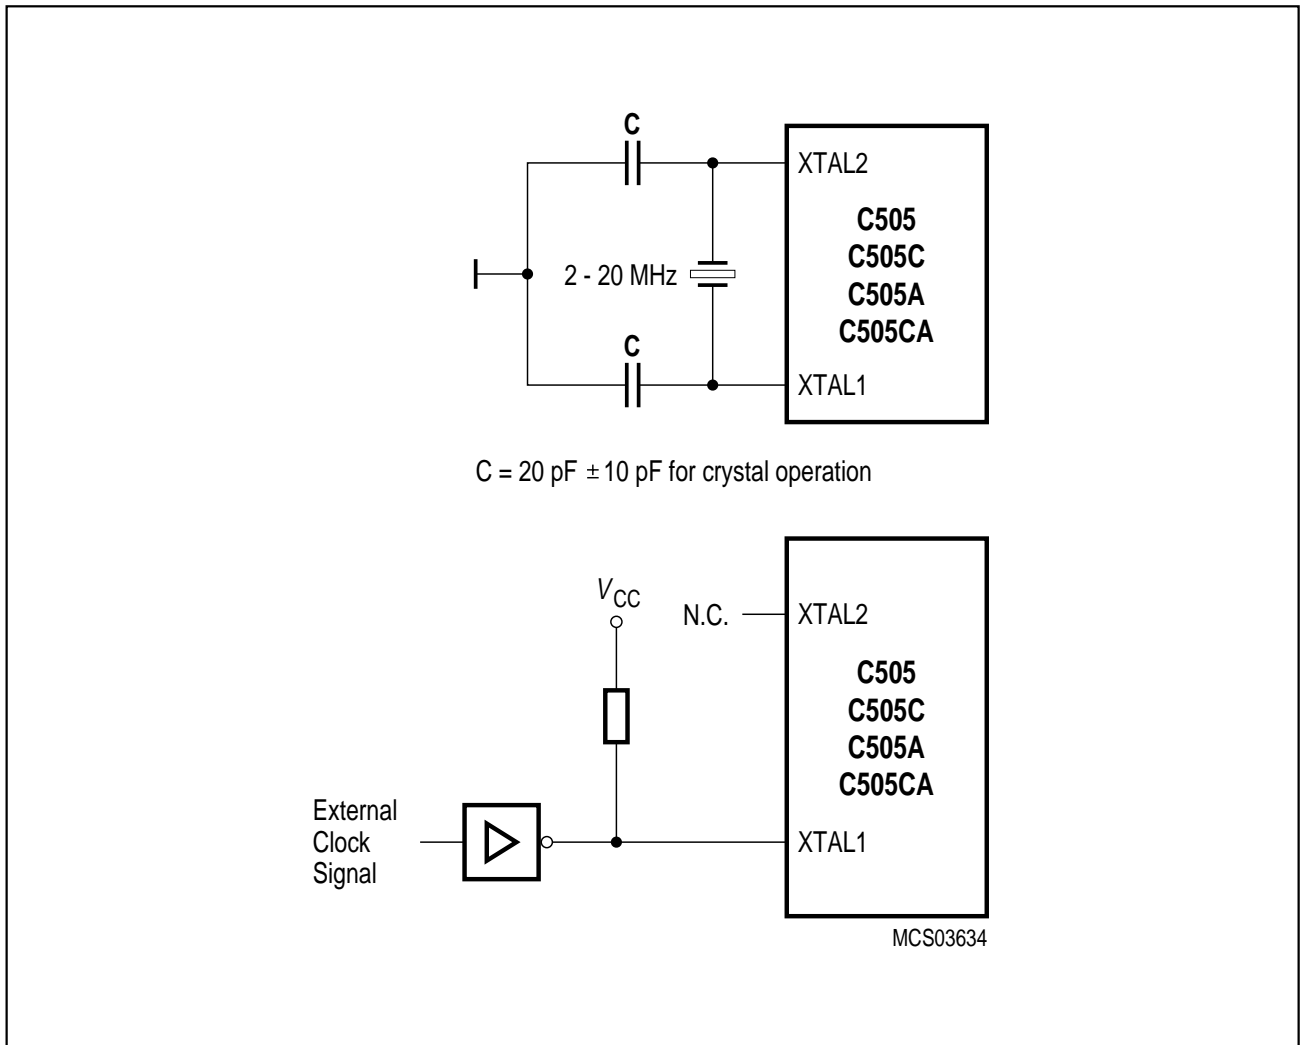 C
XTAL2
C505
C505C
C505A
C505CA
2 - 20 MHz
C
XTAL1
C = 20 pF ± 10 pF for crystal operation
VCC
N.C.
XTAL2
C505
C505C
C505A
C505CA
External
Clock
Signal
XTAL1
MCS03634